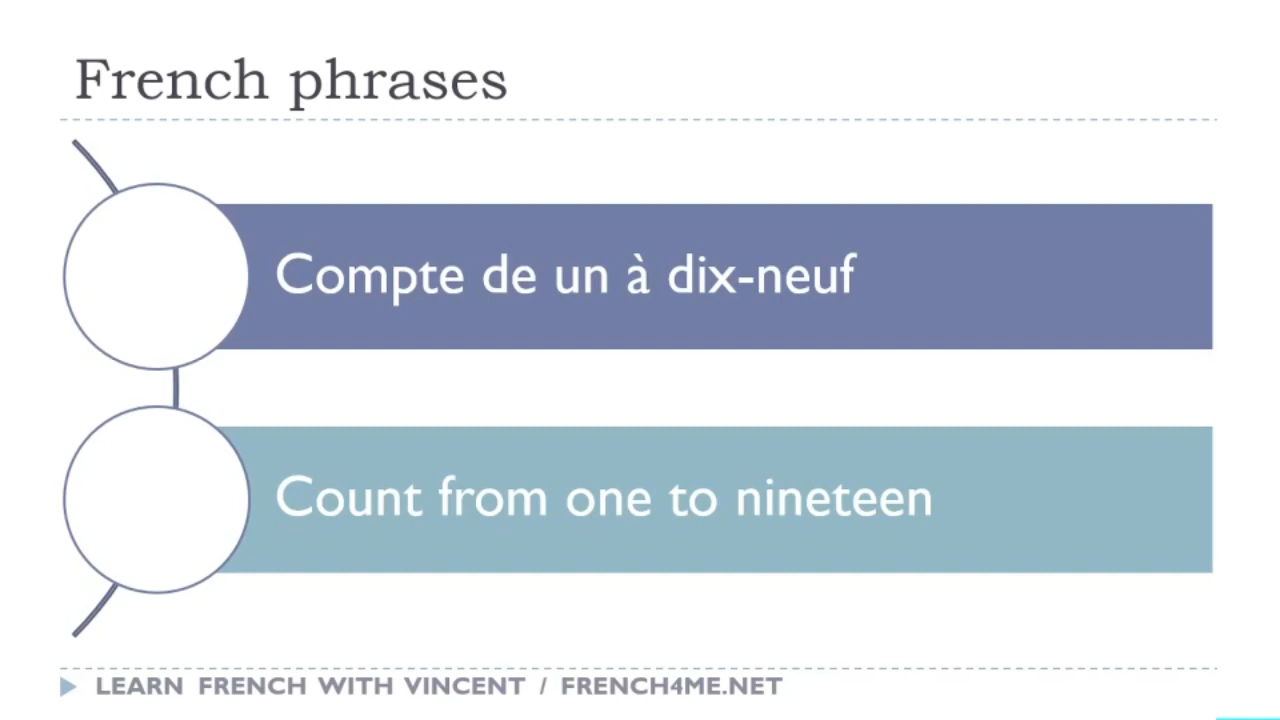 French phrases
Compte de un à dix-neuf
Count from one to nineteen
LEARN FRENCH WITH VINCENT / FRENCH4ME.NET